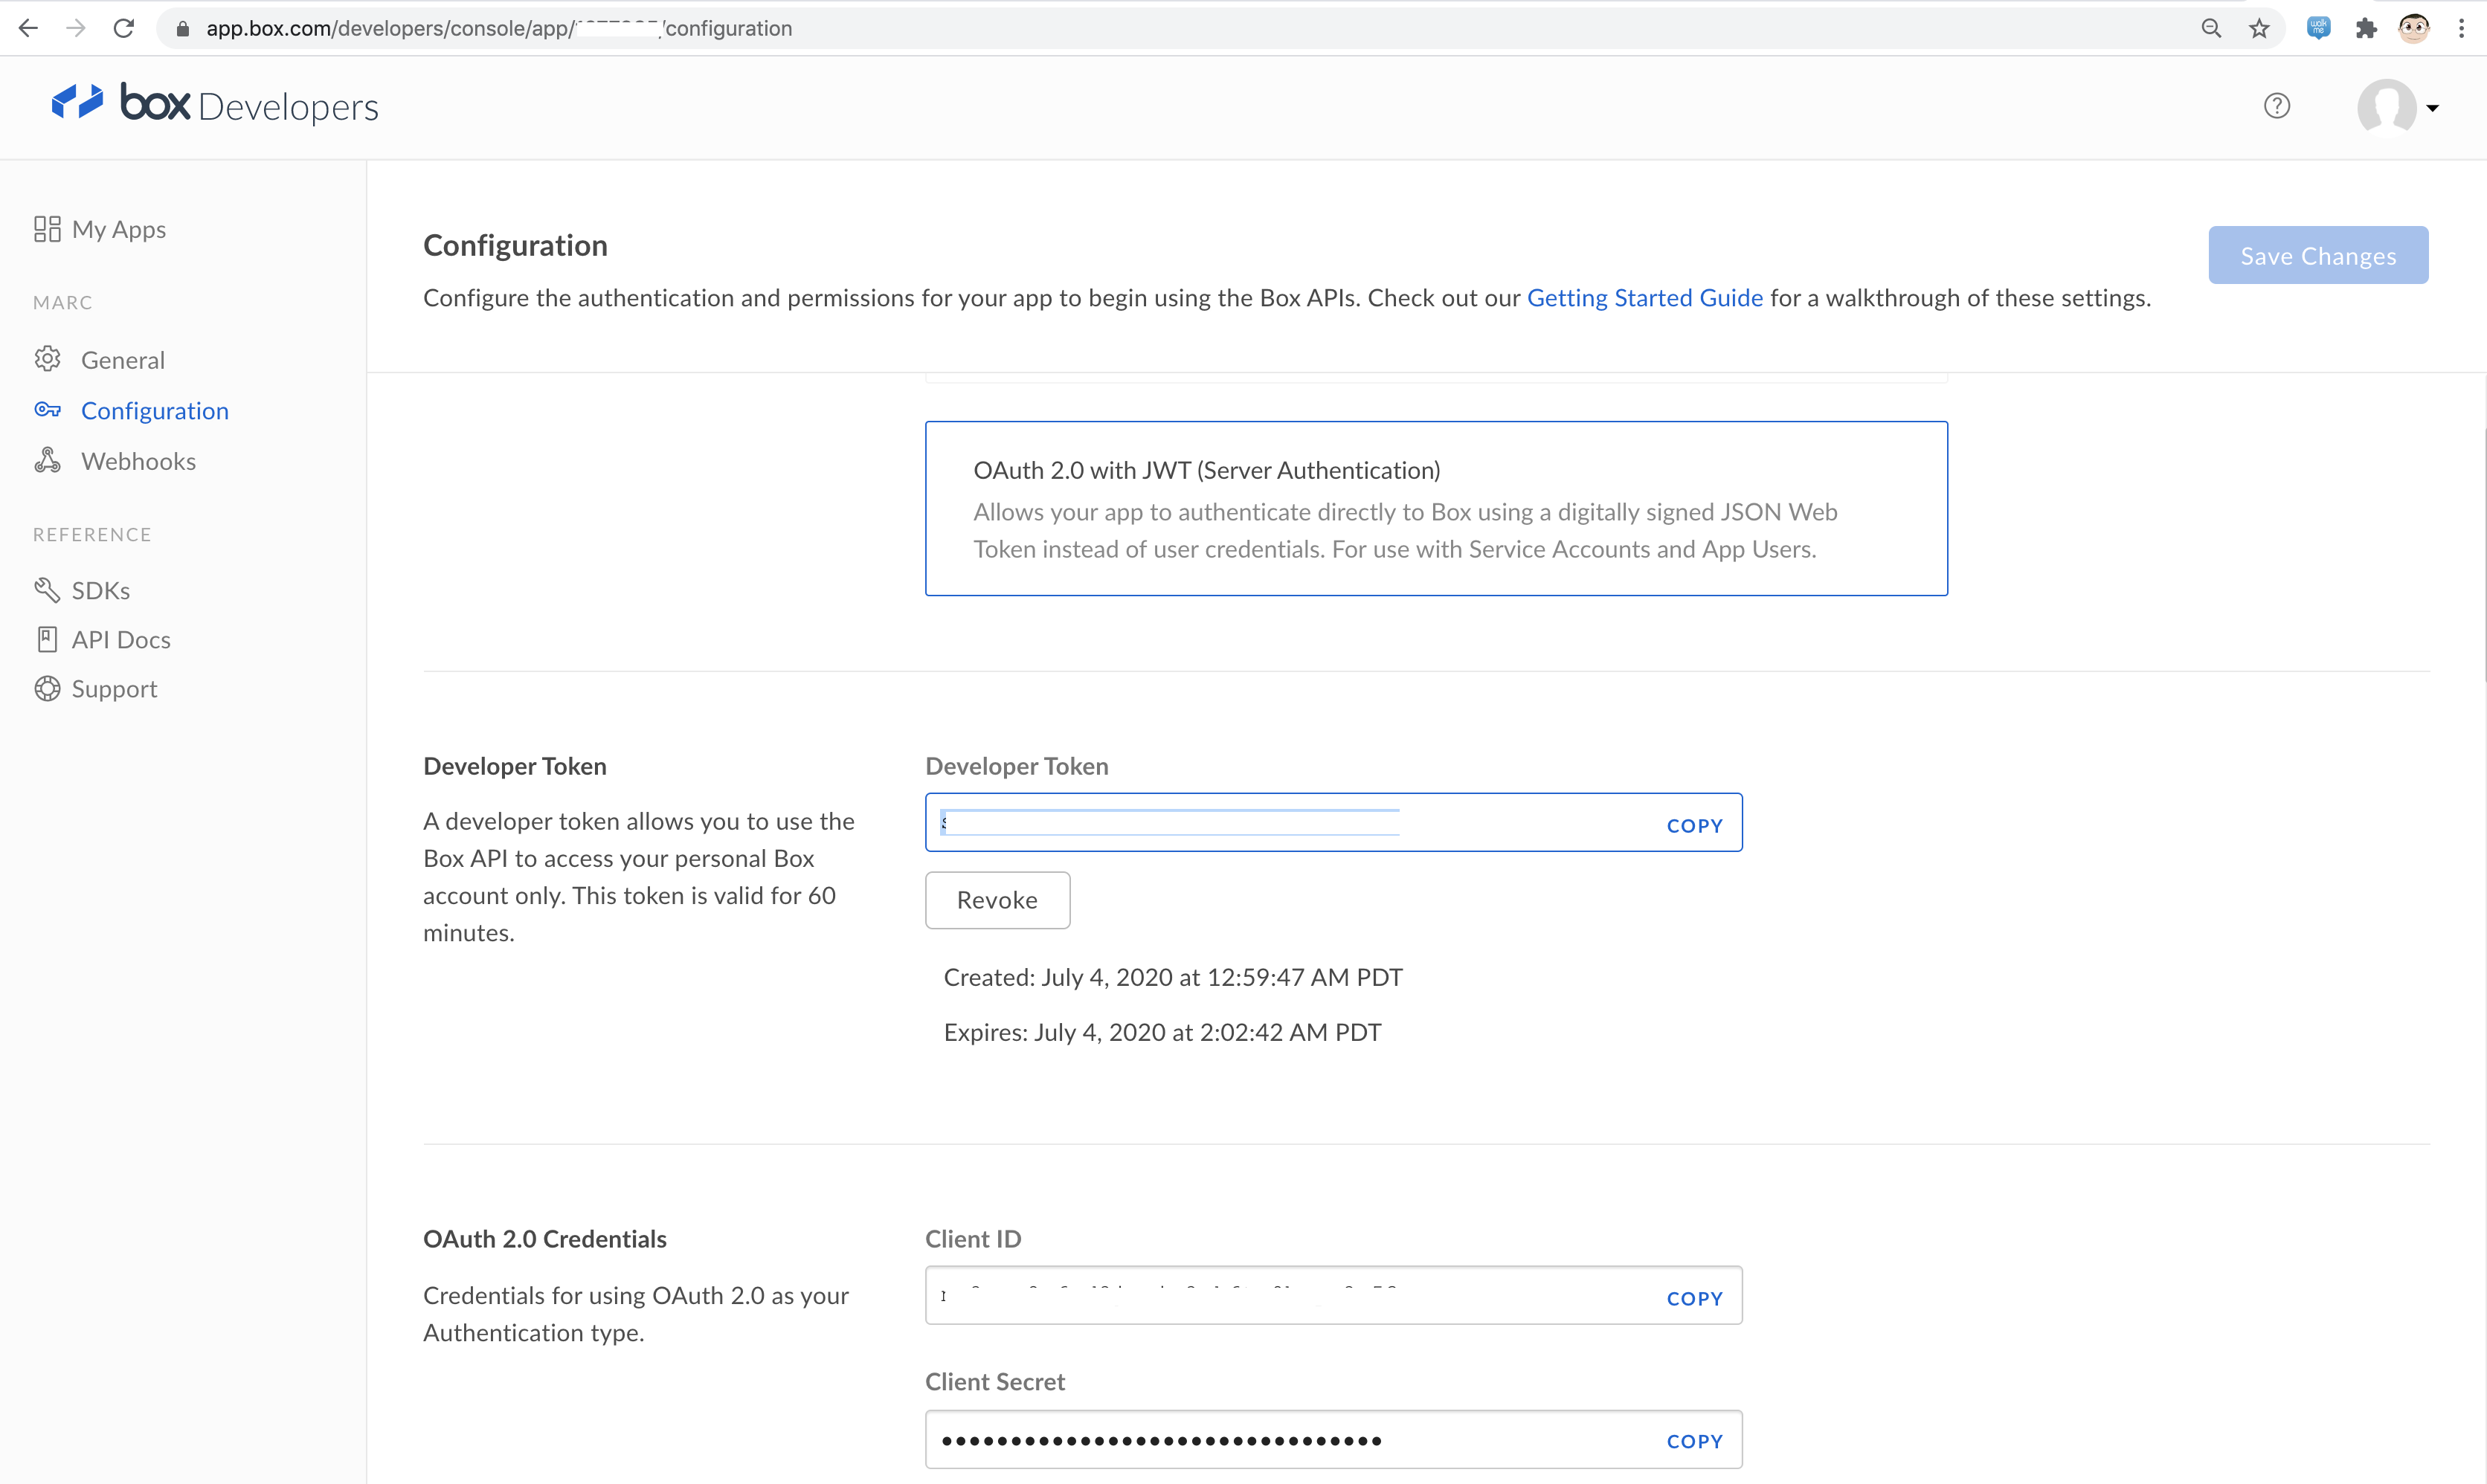 app.box.com/developers/console/app/ /configuration
box Developers
My Apps
MARC
General
Configuration
Webhooks
REFERENCE
SDKs
API Docs
Support
Configuration
Save Changes
Configure the authentication and permissions for your app to begin using the Box APIs. Check out our Getting Started Guide for a walkthrough of these settings.
OAuth 2.0 with JWT (Server Authentication)
Allows your app to authenticate directly to Box using a digitally signed JSON Web
Token instead of user credentials. For use with Service Accounts and App Users.
Developer Token
A developer token allows you to use the
Box API to access your personal Box
account only. This token is valid for 60
minutes.
Developer Token
COPY
Revoke
Created: July 4, 2020 at 12:59:47 AM PDT
Expires: July 4, 2020 at 2:02:42 AM PDT
OAuth 2.0 Credentials
Credentials for using OAuth 2.0 as your
Authentication type.
Client ID
COPY
Client Secret
••••••••••••••••••••••••••••••••
COPY